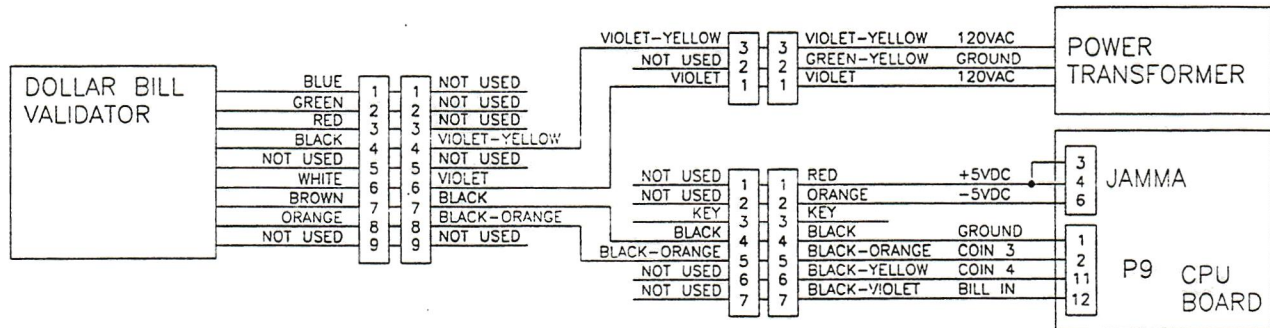 DOLLAR BILL
VALIDATOR
BLUE 1 1 NOT USED
GREEN 2 2 NOT USED
RED 3 3 NOT USED
BLACK 4 4 VIOLET-YELLOW
NOT USED 5 5 NOT USED
WHITE 6 6 VIOLET
BROWN 7 7 BLACK
ORANGE 8 8 BLACK-ORANGE
NOT USED 9 9 NOT USED
VIOLET-YELLOW 3 3 VIOLET-YELLOW 120VAC
NOT USED 2 2 GREEN-YELLOW GROUND
VIOLET 1 1 VIOLET 120VAC
POWER
TRANSFORMER
NOT USED 1 1 RED +5VDC 3
4
NOT USED 2 2 ORANGE -5VDC 6
JAMMA
KEY 3 3 KEY
BLACK 4 4 BLACK GROUND 1
BLACK-ORANGE 5 5 BLACK-ORANGE COIN 3 2
NOT USED 6 6 BLACK-YELLOW COIN 4 11
NOT USED 7 7 BLACK-VIOLET BILL IN 12
P9
CPU
BOARD